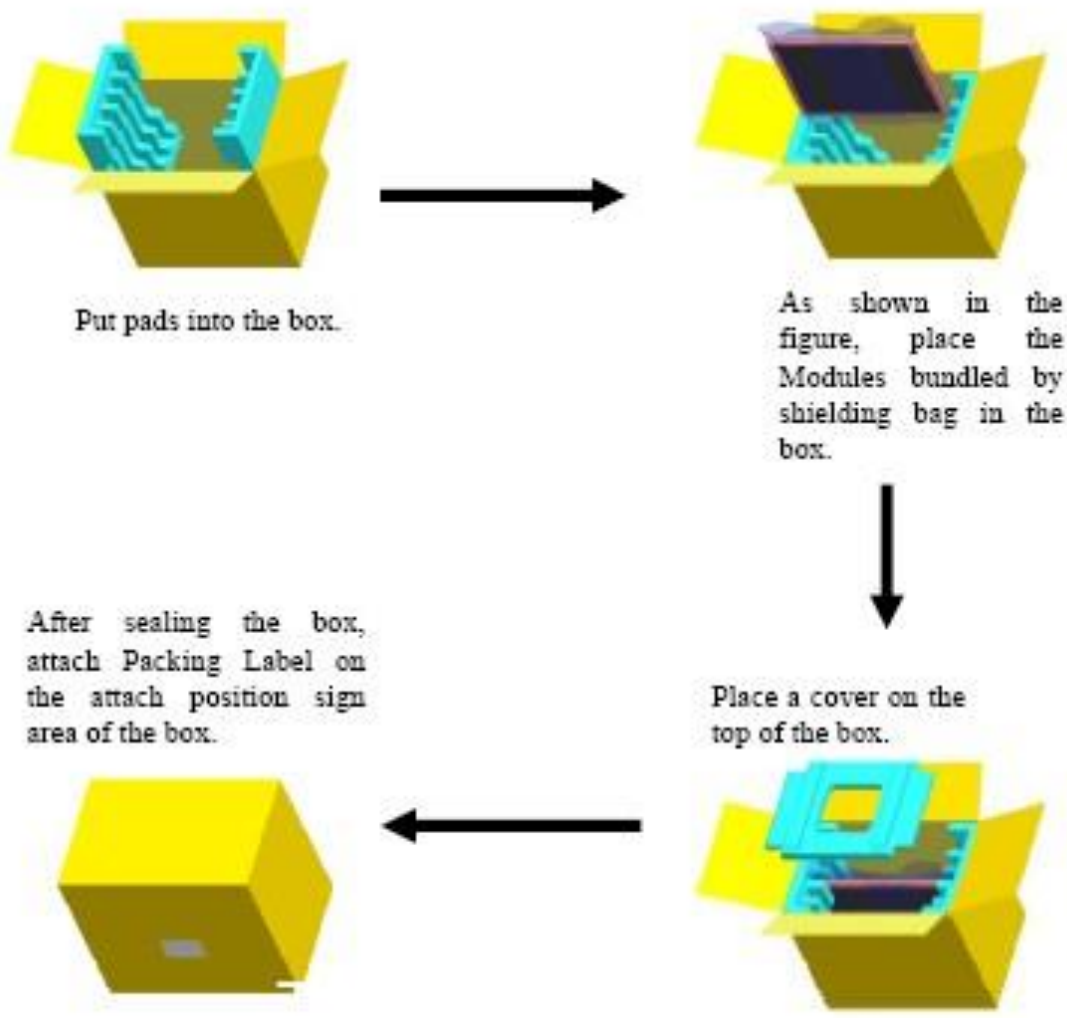 Put pads into the box.
As shown in the
figure, place the
Modules bundled by
shielding bag in the
box.
Place a cover on the
top of the box.
After sealing the box,
attach Packing Label on
the attach position sign
area of the box.